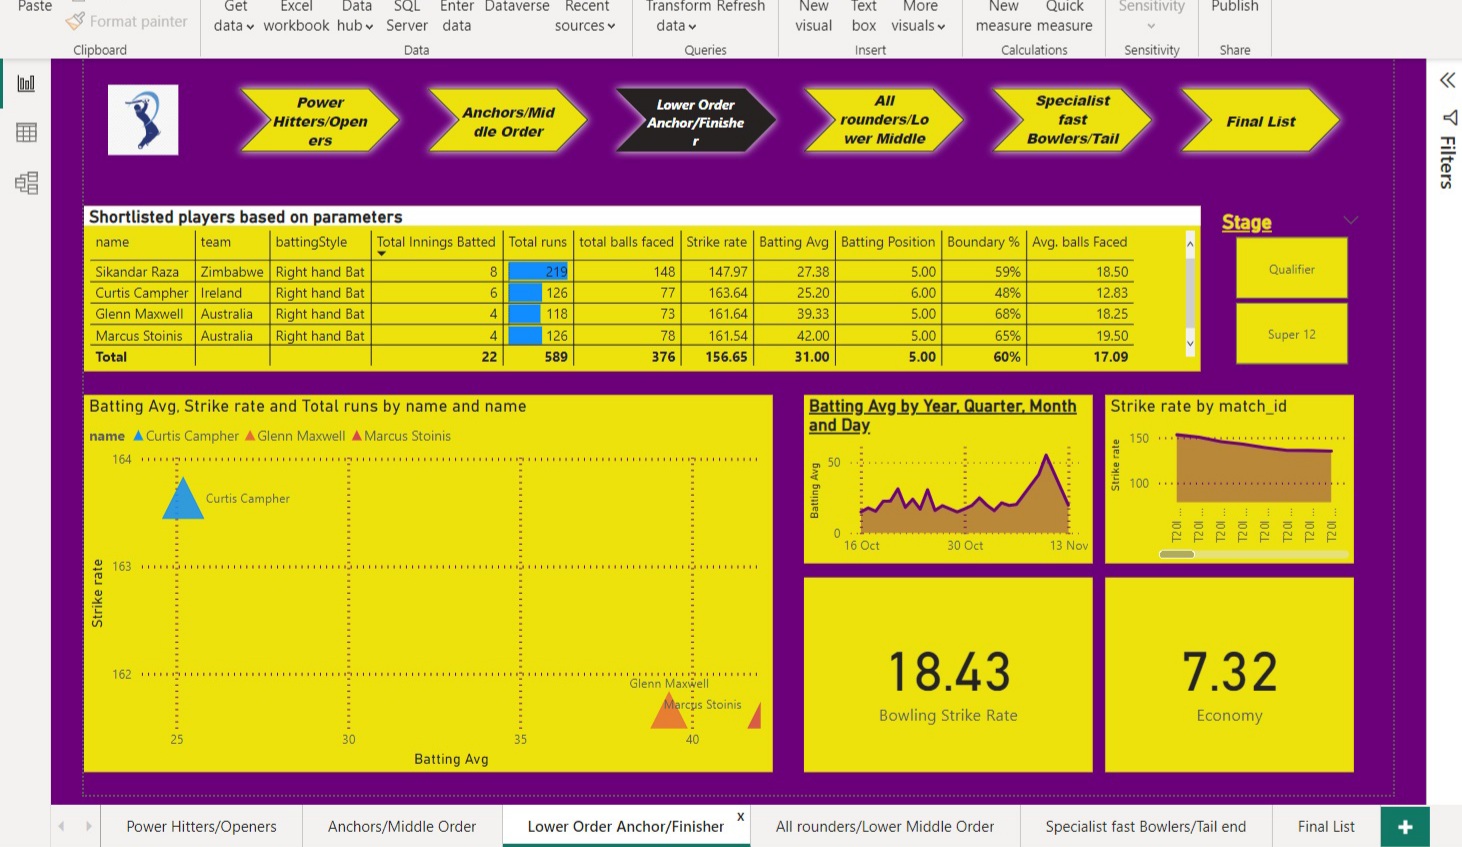 Paste
Format painter
Clipboard
Get
data
Excel
workbook
Data
hub
SQL
Server
Enter
data
Dataverse
Recent
sources
Data
Transform
data
Refresh
Queries
New
visual
Text
box
More
visuals
Insert
New
measure
Quick
measure
Calculations
Sensitivity
Sensitivity
Publish
Share
Power
Hitters/Open
ers
Anchors/Mid
dle Order
Lower Order
Anchor/Finishe
r
All
rounders/Lo
wer Middle
Specialist
fast
Bowlers/Tail
Final List
Filters
Shortlisted players based on parameters
name team battingStyle Total Innings Batted Total runs total balls faced Strike rate Batting Avg Batting Position Boundary % Avg. balls Faced
Sikandar Raza Zimbabwe Right hand Bat 8 219 148 147.97 27.38 5.00 59% 18.50
Curtis Campher Ireland Right hand Bat 6 126 77 163.64 25.20 6.00 48% 12.83
Glenn Maxwell Australia Right hand Bat 4 118 73 161.64 39.33 5.00 68% 18.25
Marcus Stoinis Australia Right hand Bat 4 126 78 161.54 42.00 5.00 65% 19.50
Total 22 589 376 156.65 31.00 5.00 60% 17.09
Stage
Qualifier
Super 12
Batting Avg, Strike rate and Total runs by name and name
name Curtis Campher Glenn Maxwell Marcus Stoinis
164
163
162
Strike rate
Curtis Campher
Glenn Maxwell
Marcus Stoinis
25 30 35 40
Batting Avg
Batting Avg by Year, Quarter, Month
and Day
Batting Avg
50
0
16 Oct 30 Oct 13 Nov
Strike rate by match_id
Strike rate
150
100
T20I ... T20I ... T20I ... T20I ... T20I ... T20I ... T20I ... T20I ...
18.43
Bowling Strike Rate
7.32
Economy
Power Hitters/Openers
Anchors/Middle Order
Lower Order Anchor/Finisher
x
All rounders/Lower Middle Order
Specialist fast Bowlers/Tail end
Final List
+